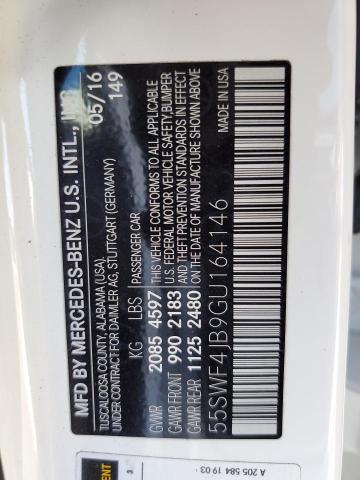 MFD BY MERCEDES-BENZ U.S. INTL., INC.
TUSCALOOSA COUNTY, ALABAMA (USA),
UNDER CONTRACT FOR DAIMLER AG, STUTTGART (GERMANY)
05/16
149
KG LBS PASSENGER CAR
GVWR 2085 4597 THIS VEHICLE CONFORMS TO ALL APPLICABLE
GAWR FRONT 990 2183 U.S. FEDERAL MOTOR VEHICLE SAFETY, BUMPER
GAWR REAR 1125 2480 AND THEFT PREVENTION STANDARDS IN EFFECT
ON THE DATE OF MANUFACTURE SHOWN ABOVE
55SWF4JB9GU164146 MADE IN USA
A 205 584 19 03